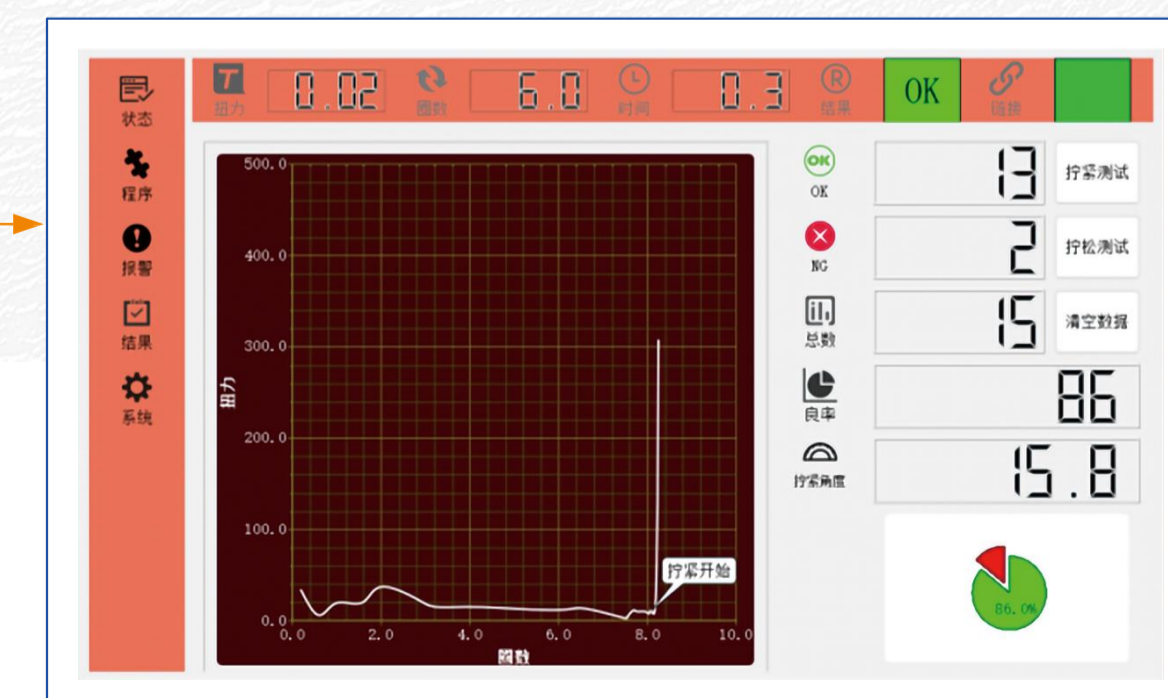 状态
程序
报警
结果
系统
T
扭力
0.02
圈数
6.0
L
时间
0.3
R
结果
OK
链接
500.0
400.0
300.0
200.0
100.0
0.0
扭力
0.0 2.0 4.0 6.0 8.0 10.0
圈数
拧紧开始
OK
OK
13
拧紧测试
NG
2
拧松测试
总数
15
清空数据
良率
86
拧紧角度
15.8
86.0%